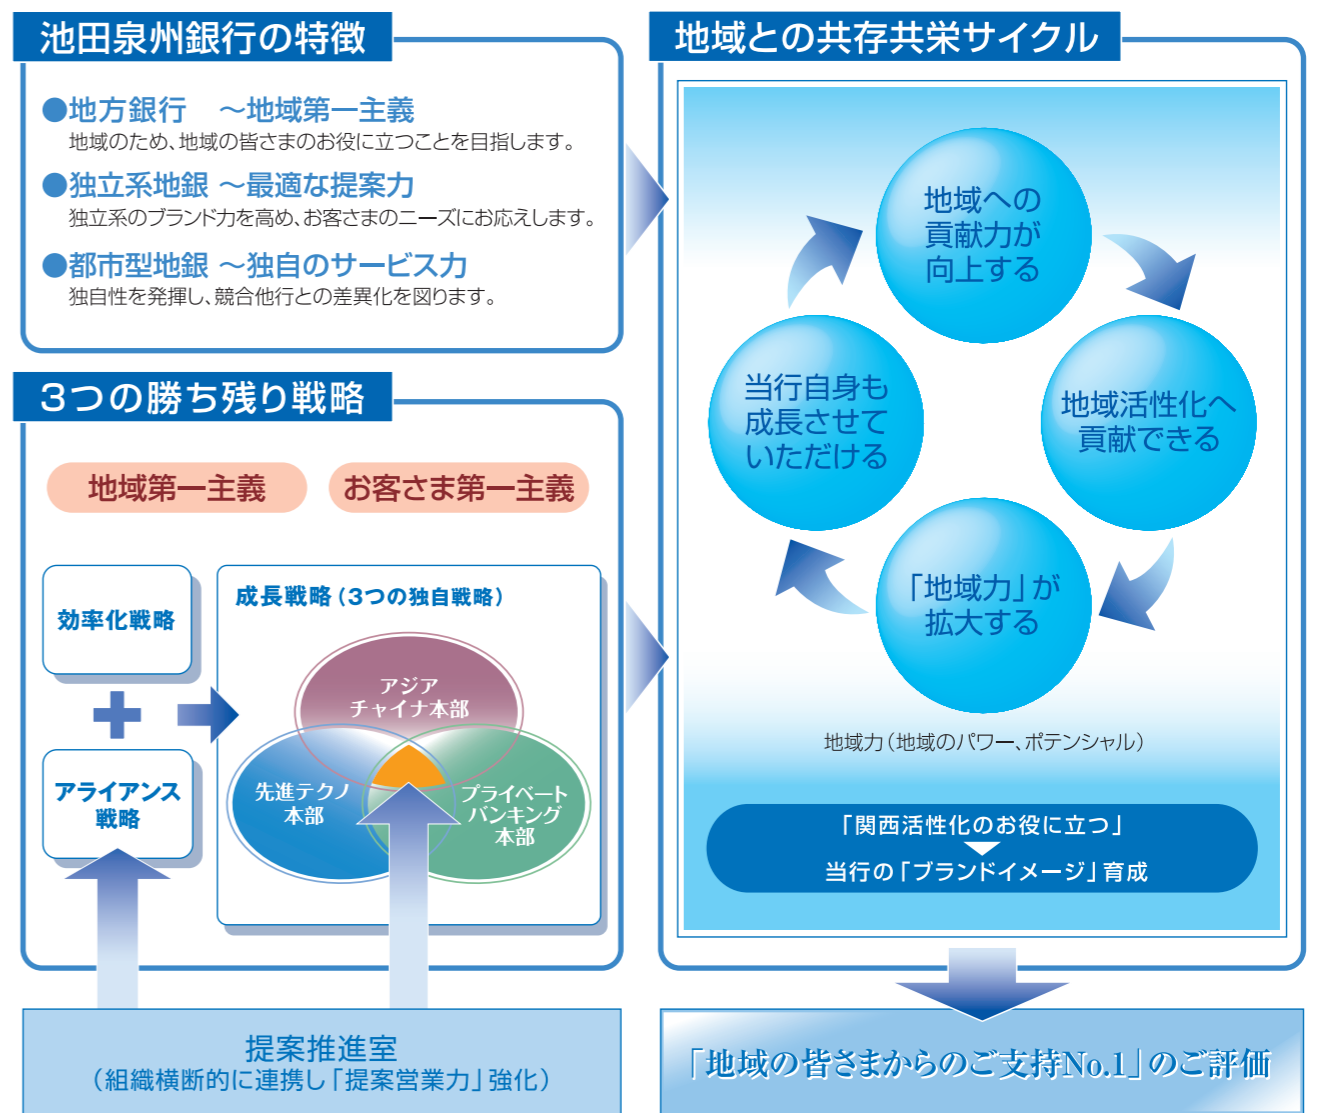 池田泉州銀行の特徴
●地方銀行　～地域第一主義
地域のため、地域の皆さまのお役に立つことを目指します。
●独立系地銀 ～最適な提案力
独立系のブランド力を高め、お客さまのニーズにお応えします。
●都市型地銀 ～独自のサービス力
独自性を発揮し、競合他行との差異化を図ります。
3つの勝ち残り戦略
地域第一主義
お客さま第一主義
効率化戦略
アライアンス
戦略
成長戦略（3つの独自戦略）
アジア
チャイナ本部
先進テクノ
本部
プライベート
バンキング
本部
提案推進室
（組織横断的に連携し「提案営業力」強化）
地域との共存共栄サイクル
地域への
貢献力が
向上する
地域活性化へ
貢献できる
「地域力」が
拡大する
当行自身も
成長させて
いただける
地域力（地域のパワー、ポテンシャル）
「関西活性化のお役に立つ」
当行の「ブランドイメージ」育成
「地域の皆さまからのご支持No.1」のご評価